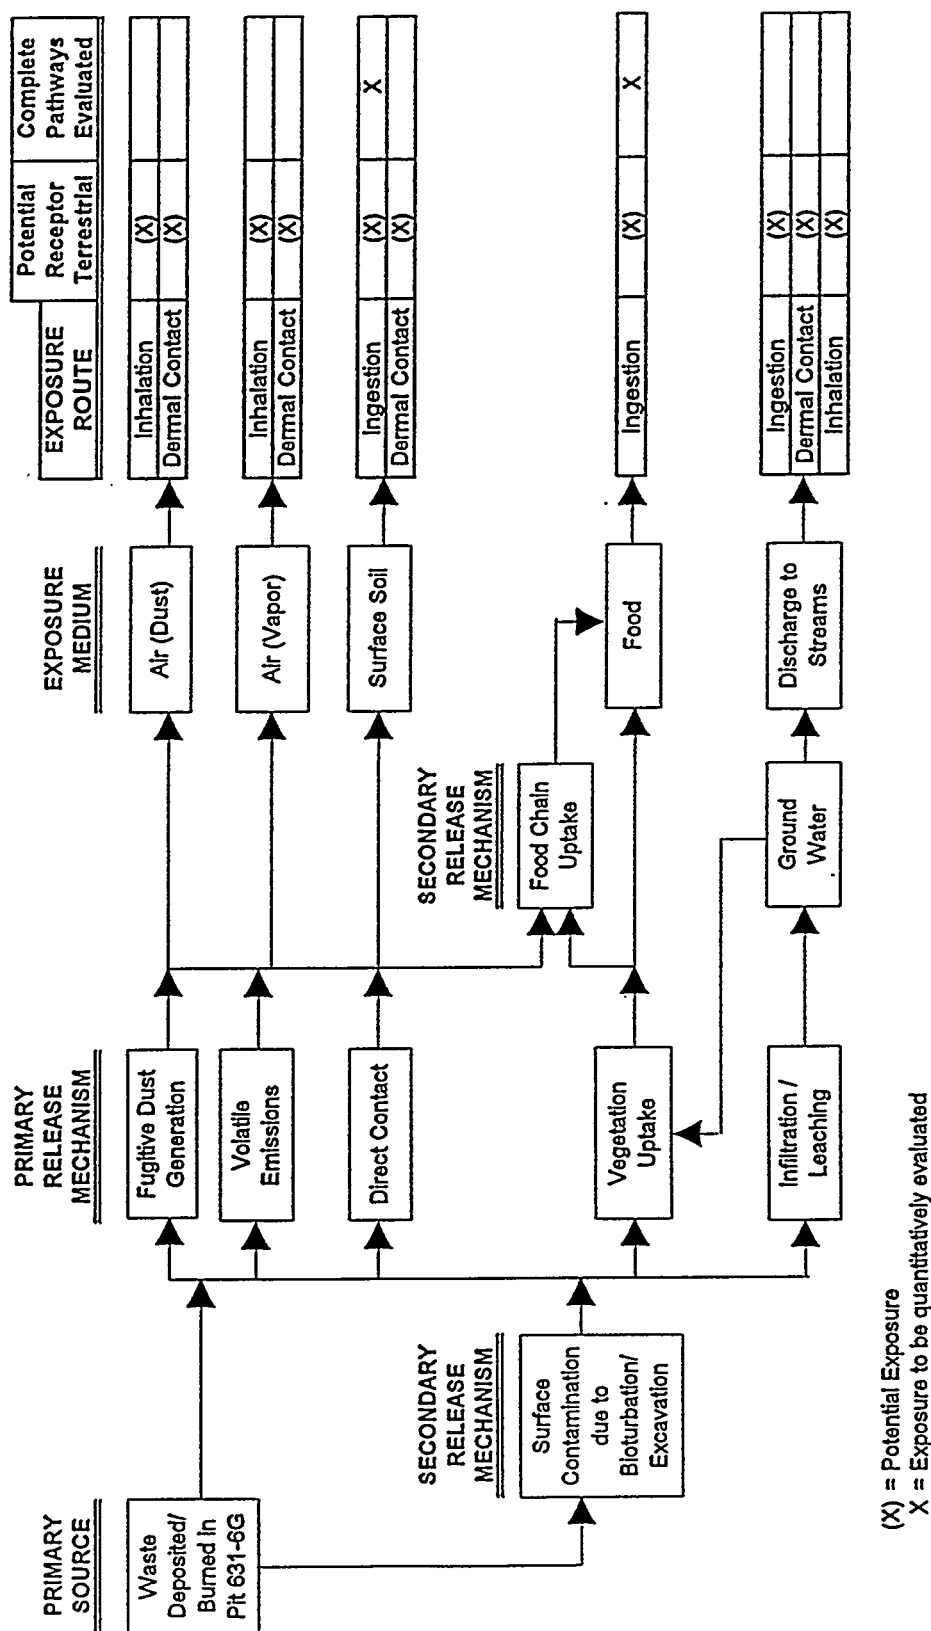 PRIMARY
SOURCE
Waste
Deposited/
Burned in
Pit 631-6G
SECONDARY
RELEASE
MECHANISM
Surface
Contamination
due to
Bioturbation/
Excavation
PRIMARY
RELEASE
MECHANISM
Fugitive Dust
Generation
Volatile
Emissions
Direct Contact
Vegetation
Uptake
Infiltration /
Leaching
SECONDARY
RELEASE
MECHANISM
Food Chain
Uptake
Ground
Water
EXPOSURE
MEDIUM
Air (Dust)
Air (Vapor)
Surface Soil
Food
Discharge to
Streams
EXPOSURE
ROUTE
Potential
Receptor
Terrestrial
Complete
Pathways
Evaluated
Inhalation (X)
Dermal Contact (X)
Inhalation (X)
Dermal Contact (X)
Ingestion (X) X
Dermal Contact (X)
Ingestion (X) X
Ingestion (X)
Dermal Contact (X)
Inhalation (X)
(X) = Potential Exposure
X = Exposure to be quantitatively evaluated